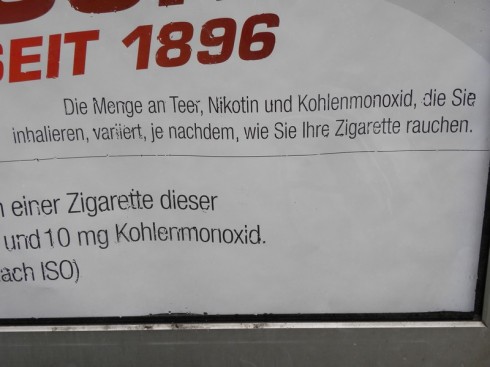 SEIT 1896
Die Menge an Teer, Nikotin und Kohlenmonoxid, die Sie
inhalieren, variiert, je nachdem, wie Sie Ihre Zigarette rauchen.
einer Zigarette dieser
und 10 mg Kohlenmonoxid.
ach ISO)